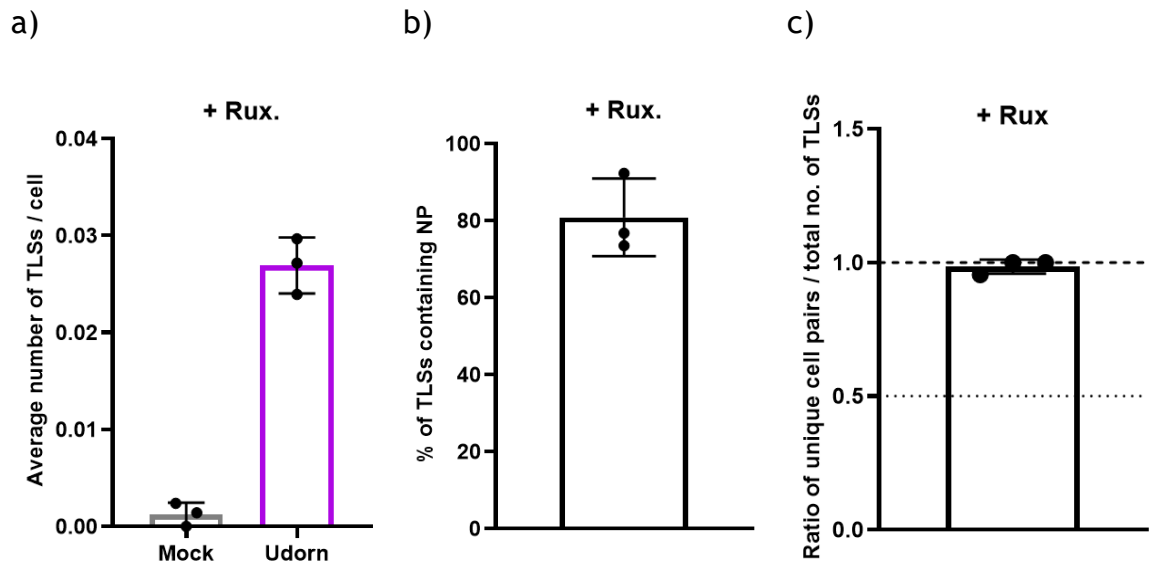 a)
+ Rux.
Average number of TLSs / cell
0.04
0.03
0.02
0.01
0.00
Mock
Udorn
b)
+ Rux.
% of TLSs containing NP
100
80
60
40
20
0
c)
+ Rux
Ratio of unique cell pairs / total no. of TLSs
1.5
1.0
0.5
0.0